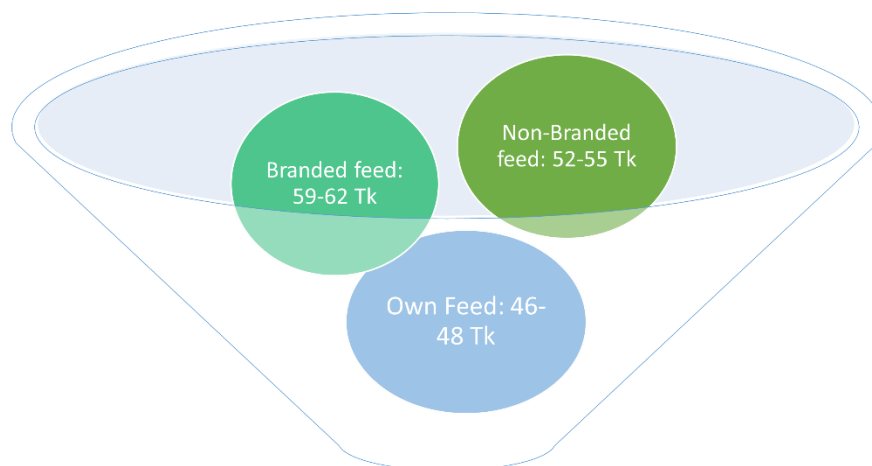 Branded feed:
59-62 Tk
Non-Branded
feed: 52-55 Tk
Own Feed: 46-
48 Tk